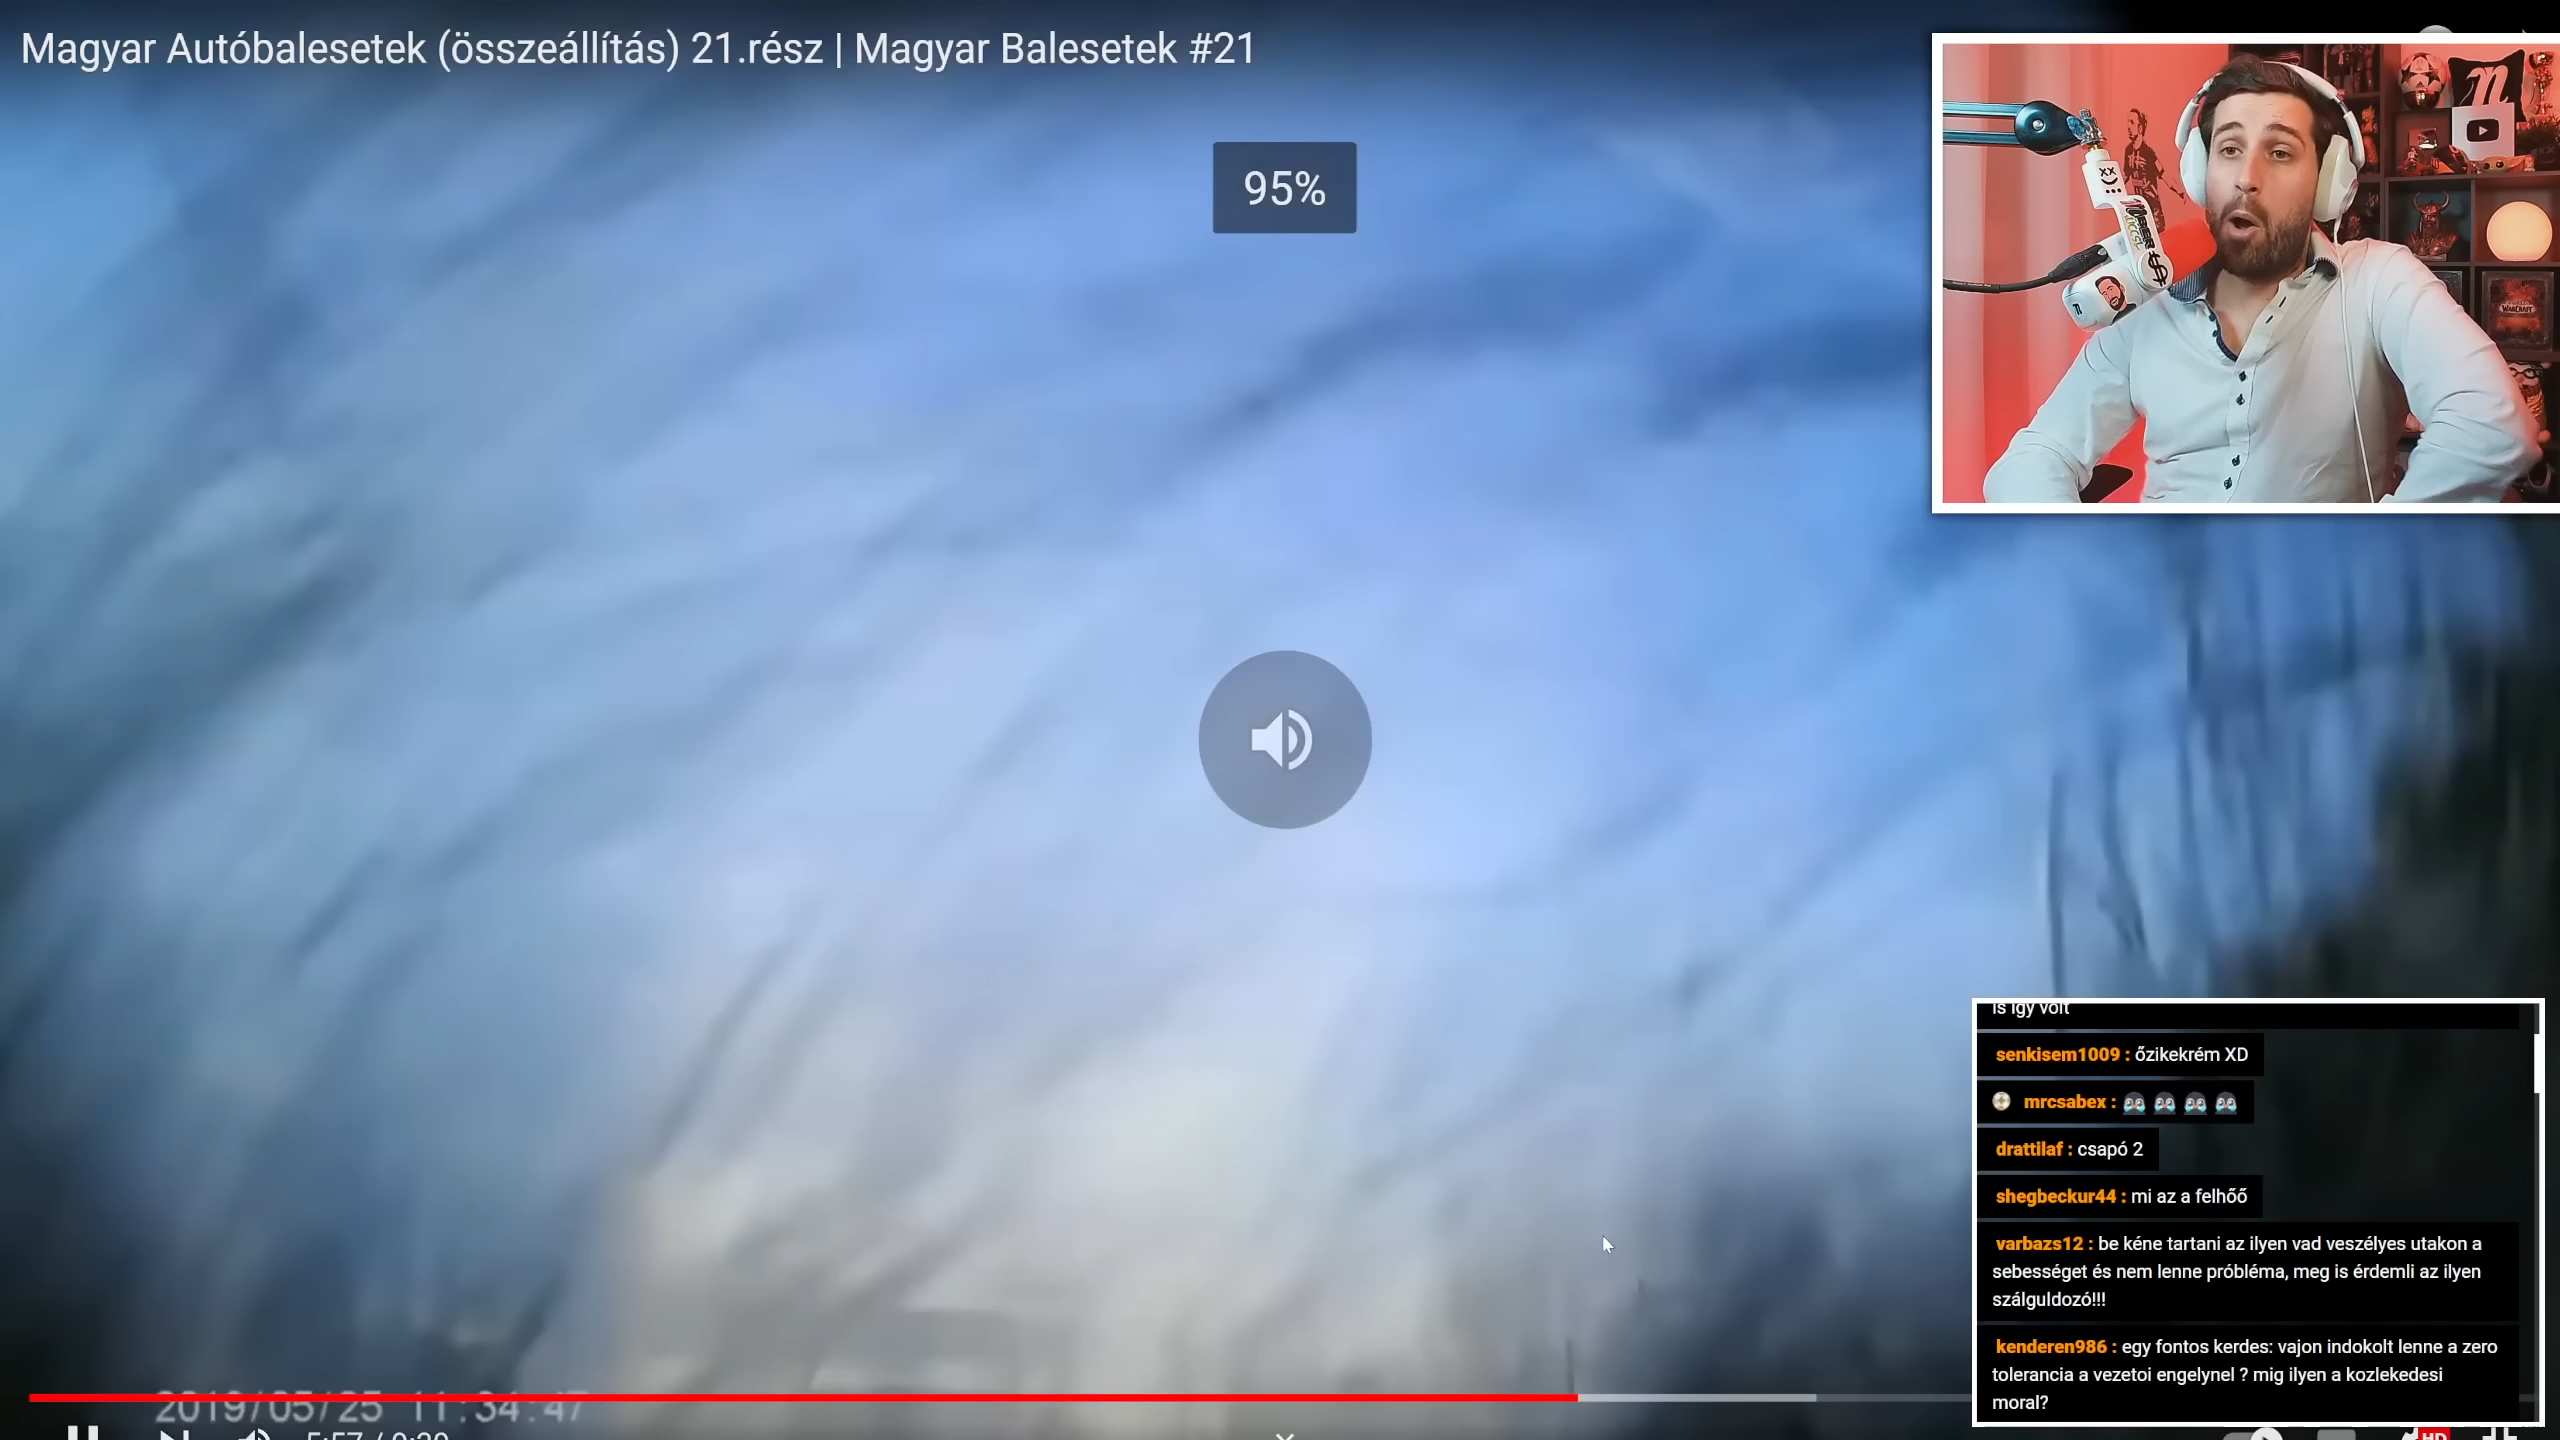 Magyar Autóbalesetek (összeállítás) 21.rész | Magyar Balesetek #21
95%
WARCRAFT
is így volt
senkisem1009 : őzikekrém XD
mrcsabex :
drattilaf : csapó 2
shegbeckur44 : mi az a felhőő
varbazs12 : be kéne tartani az ilyen vad veszélyes utakon a
sebességet és nem lenne próbléma, meg is érdemli az ilyen
szálguldozó!!!
kenderen986 : egy fontos kerdes: vajon indokolt lenne a zero
tolerancia a vezetoi engelynel ? mig ilyen a kozlekedesi
moral?
2019/05/25 11:34:47
HD